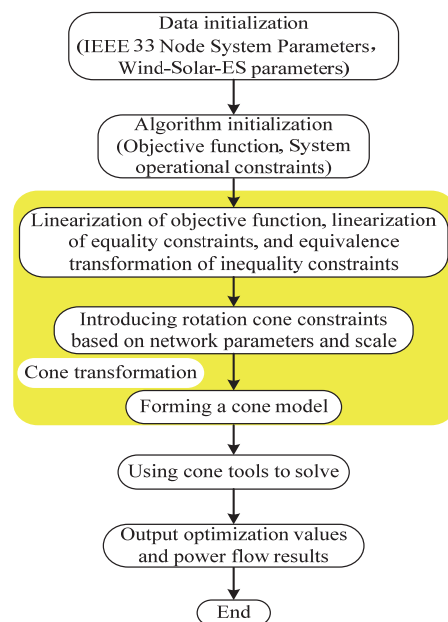 Data initialization
(IEEE 33 Node System Parameters,
Wind-Solar-ES parameters)
Algorithm initialization
(Objective function, System
operational constraints)
Linearization of objective function, linearization
of equality constraints, and equivalence
transformation of inequality constraints
Introducing rotation cone constraints
based on network parameters and scale
Cone transformation
Forming a cone model
Using cone tools to solve
Output optimization values
and power flow results
End